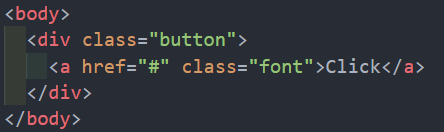 <body>
  <div class="button">
    <a href="#" class="font">Click</a>
  </div>
</body>